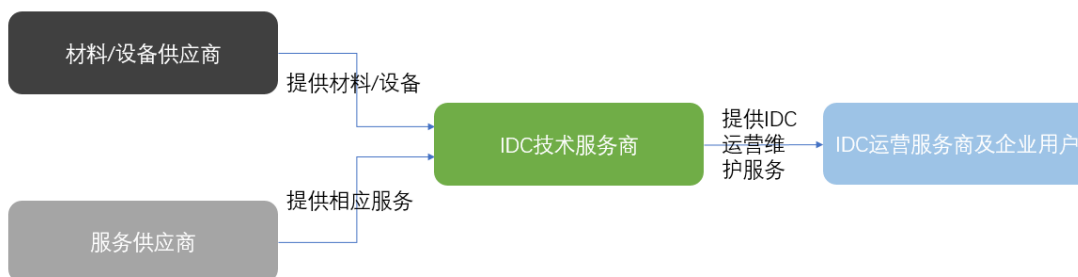 材料/设备供应商
提供材料/设备
IDC技术服务商
提供IDC
运营维
护服务
IDC运营服务商及企业用户
提供相应服务
服务供应商